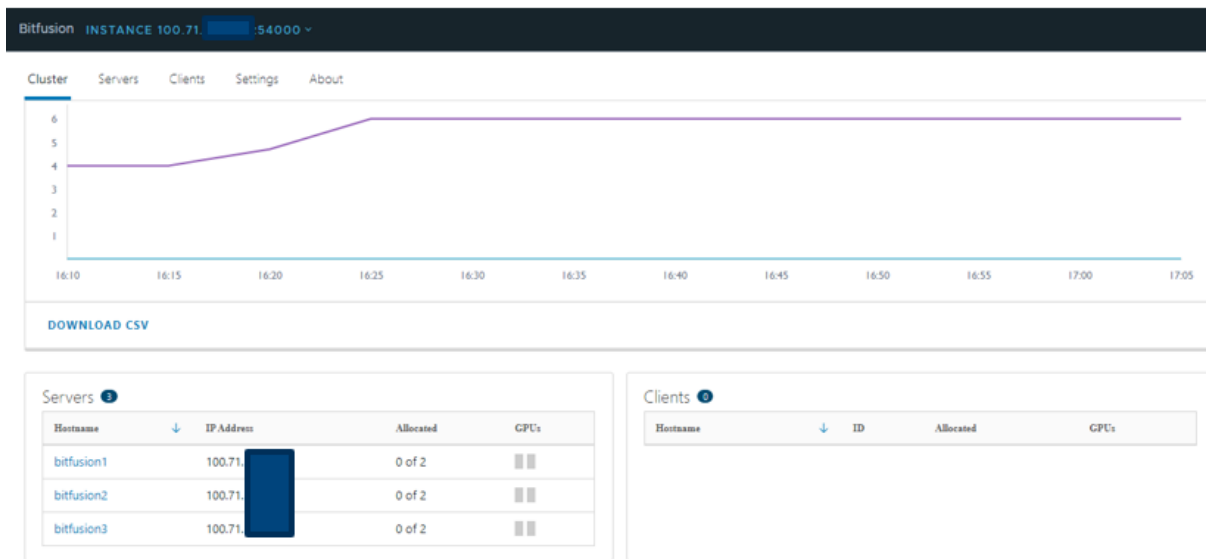 Bitfusion INSTANCE 100.71. :54000
Cluster Servers Clients Settings About
6
5
4
3
2
1
16:10 16:15 16:20 16:25 16:30 16:35 16:40 16:45 16:50 16:55 17:00 17:05
DOWNLOAD CSV
Servers 3
Hostname IP Address Allocated GPUs
bitfusion1 100.71. 0 of 2
bitfusion2 100.71. 0 of 2
bitfusion3 100.71. 0 of 2
Clients 0
Hostname ID Allocated GPUs